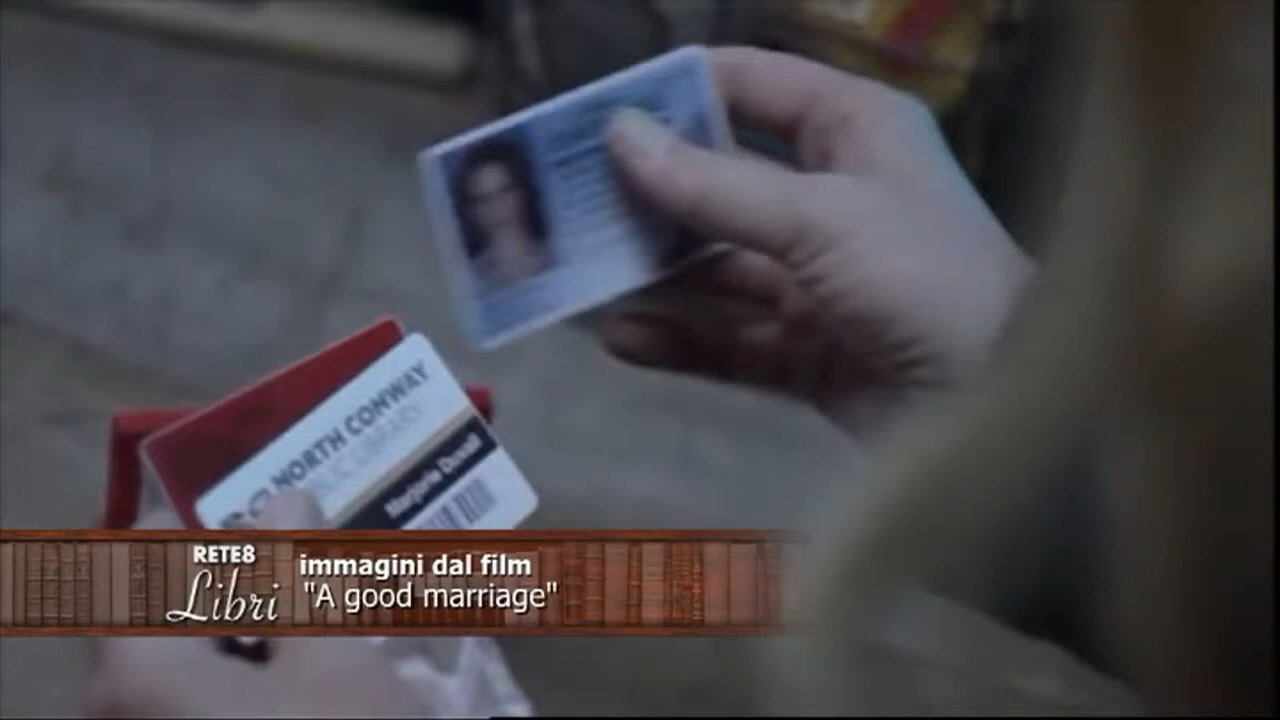 NORTH CONWAY
PUBLIC LIBRARY
Marjorie Duvall
RETE8
Libri
immagini dal film
"A good marriage"